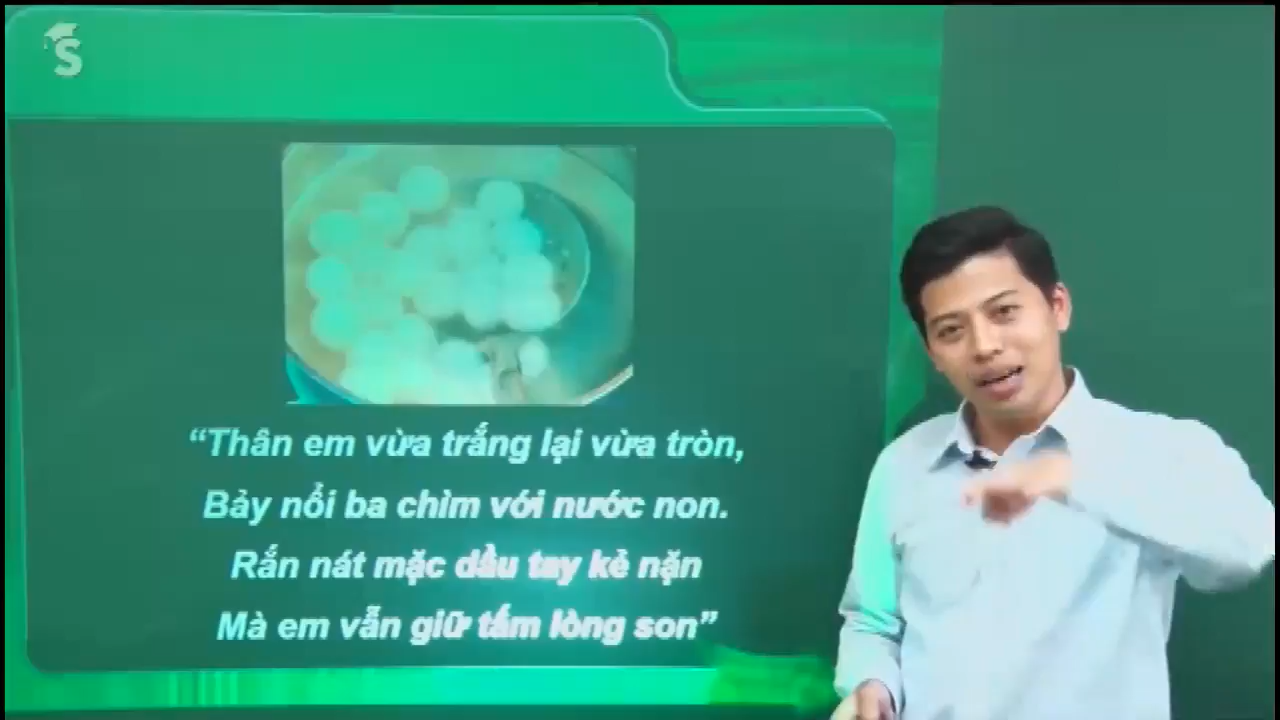 S
“Thân em vừa trắng lại vừa tròn,
Bảy nổi ba chìm với nước non.
Rắn nát mặc dầu tay kẻ nặn
Mà em vẫn giữ tấm lòng son”